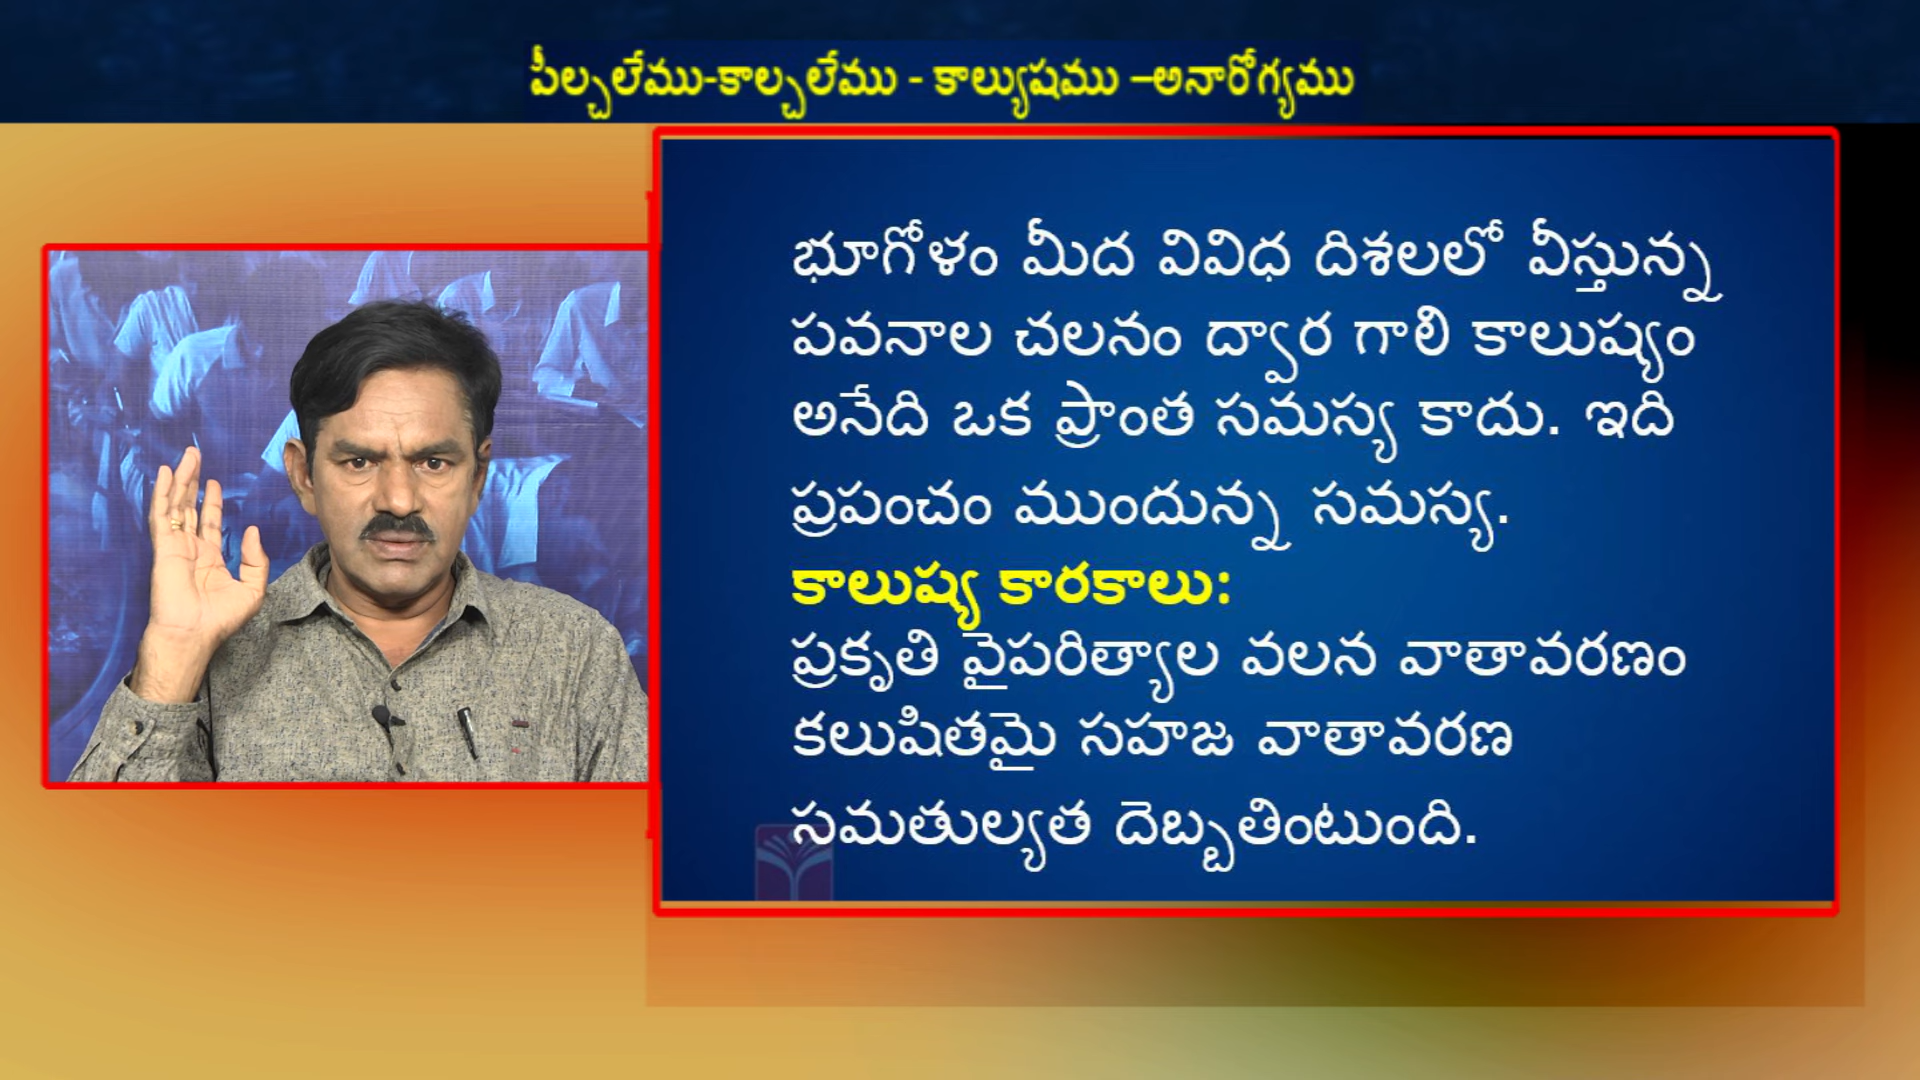 పీల్చలేము-కాల్చలేము - కాల్యుషము –అనారోగ్యము
భూగోళం మీద వివిధ దిశలలో వీస్తున్న
పవనాల చలనం ద్వార గాలి కాలుష్యం
అనేది ఒక ప్రాంత సమస్య కాదు. ఇది
ప్రపంచం ముందున్న సమస్య.
కాలుష్య కారకాలు:
ప్రకృతి వైపరిత్యాల వలన వాతావరణం
కలుషితమై సహజ వాతావరణ
సమతుల్యత దెబ్బతింటుంది.